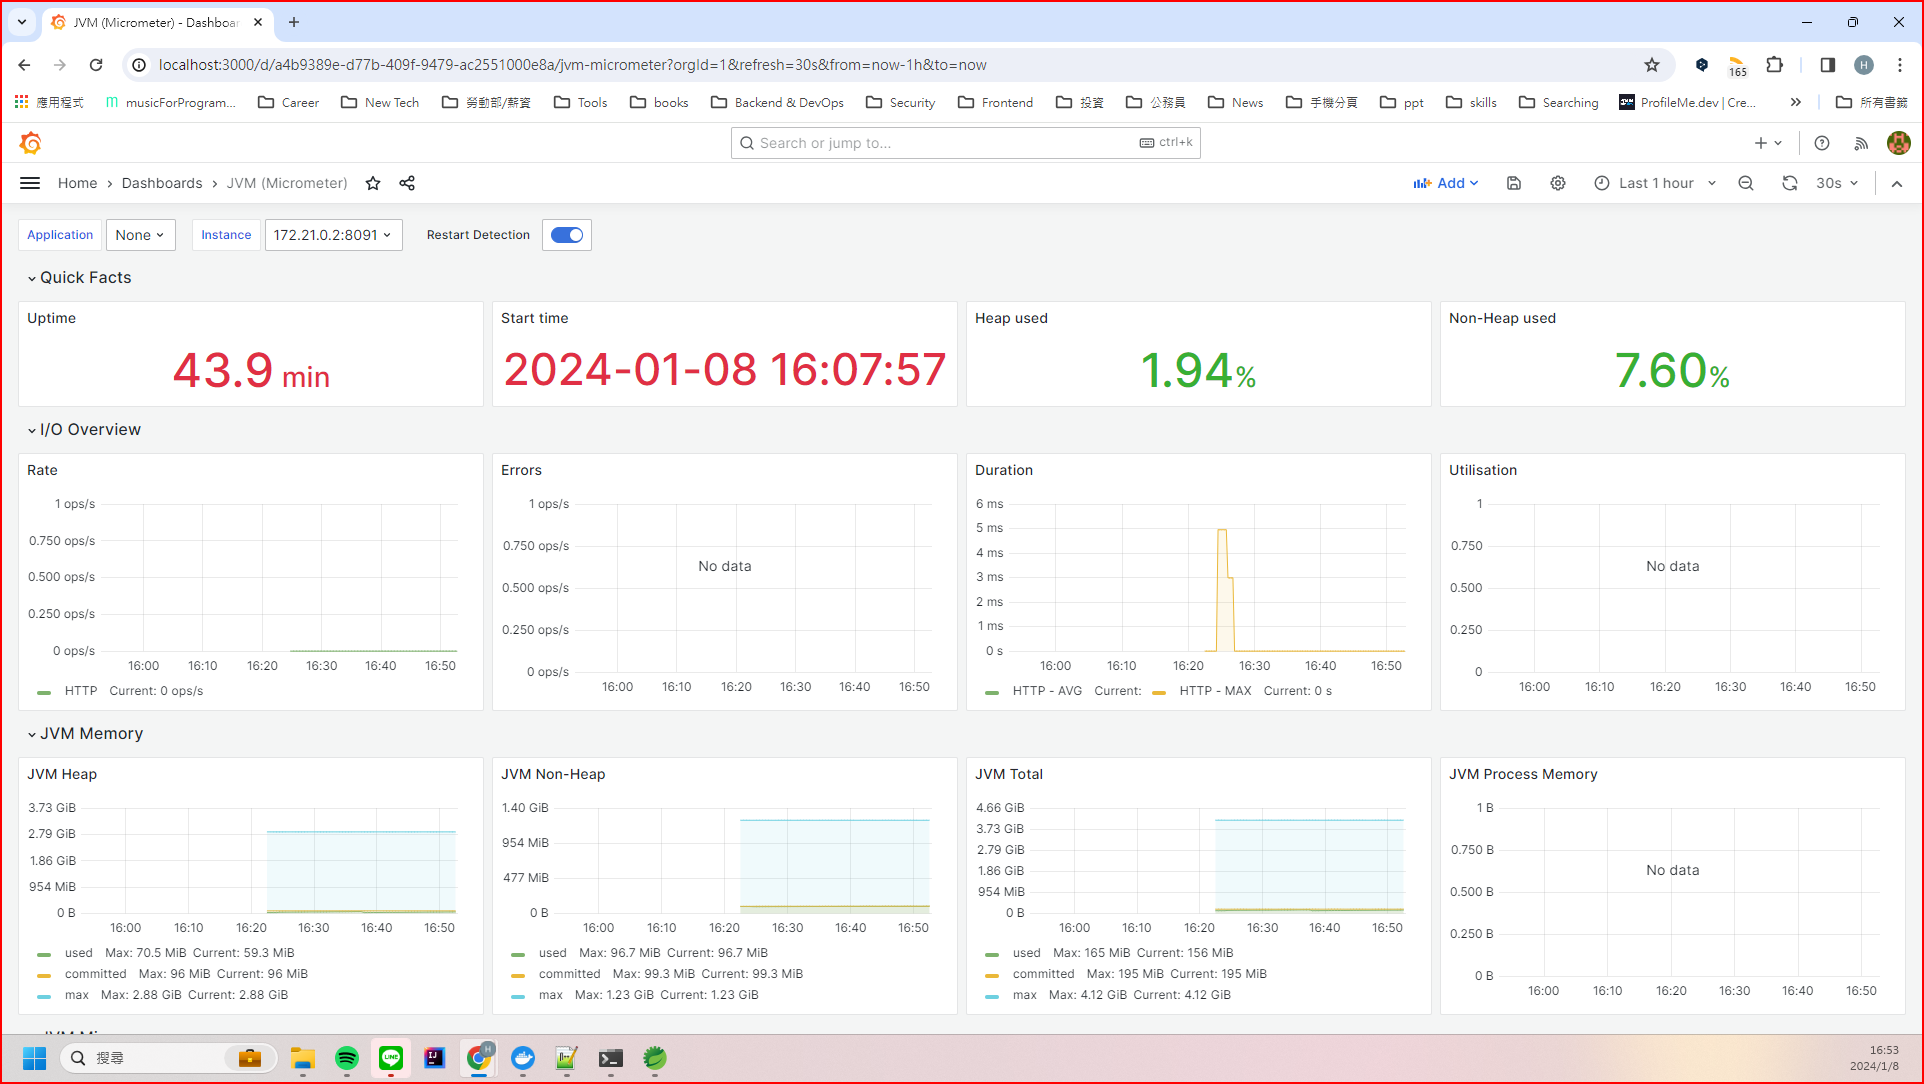 JVM (Micrometer) - Dashboar
localhost:3000/d/a4b9389e-d77b-409f-9479-ac2551000e8a/jvm-micrometer?orgId=1&refresh=30s&from=now-1h&to=now
165
H
應用程式 musicForProgram... Career New Tech 勞動部/薪資 Tools books Backend & DevOps Security Frontend 投資 公務員 News 手機分頁 ppt skills Searching ProfileMe.dev | Cre... » 所有書籤
Search or jump to... ctrl+k
Home › Dashboards › JVM (Micrometer) Add Last 1 hour 30s
Application None Instance 172.21.0.2:8091 Restart Detection
Quick Facts
Uptime Start time Heap used Non-Heap used
43.9 min 2024-01-08 16:07:57 1.94% 7.60%
I/O Overview
Rate
1 ops/s
0.750 ops/s
0.500 ops/s
0.250 ops/s
0 ops/s
16:00 16:10 16:20 16:30 16:40 16:50
HTTP Current: 0 ops/s
Errors
1 ops/s
0.750 ops/s
No data
0.500 ops/s
0.250 ops/s
0 ops/s
16:00 16:10 16:20 16:30 16:40 16:50
Duration
6 ms
5 ms
4 ms
3 ms
2 ms
1 ms
0 s
16:00 16:10 16:20 16:30 16:40 16:50
HTTP - AVG Current: HTTP - MAX Current: 0 s
Utilisation
1
0.750
No data
0.500
0.250
0
16:00 16:10 16:20 16:30 16:40 16:50
JVM Memory
JVM Heap
3.73 GiB
2.79 GiB
1.86 GiB
954 MiB
0 B
16:00 16:10 16:20 16:30 16:40 16:50
used Max: 70.5 MiB Current: 59.3 MiB
committed Max: 96 MiB Current: 96 MiB
max Max: 2.88 GiB Current: 2.88 GiB
JVM Non-Heap
1.40 GiB
954 MiB
477 MiB
0 B
16:00 16:10 16:20 16:30 16:40 16:50
used Max: 96.7 MiB Current: 96.7 MiB
committed Max: 99.3 MiB Current: 99.3 MiB
max Max: 1.23 GiB Current: 1.23 GiB
JVM Total
4.66 GiB
3.73 GiB
2.79 GiB
1.86 GiB
954 MiB
0 B
16:00 16:10 16:20 16:30 16:40 16:50
used Max: 165 MiB Current: 156 MiB
committed Max: 195 MiB Current: 195 MiB
max Max: 4.12 GiB Current: 4.12 GiB
JVM Process Memory
1 B
0.750 B
No data
0.500 B
0.250 B
0 B
16:00 16:10 16:20 16:30 16:40 16:50
搜尋
LINE
IJ
H
16:53
2024/1/8